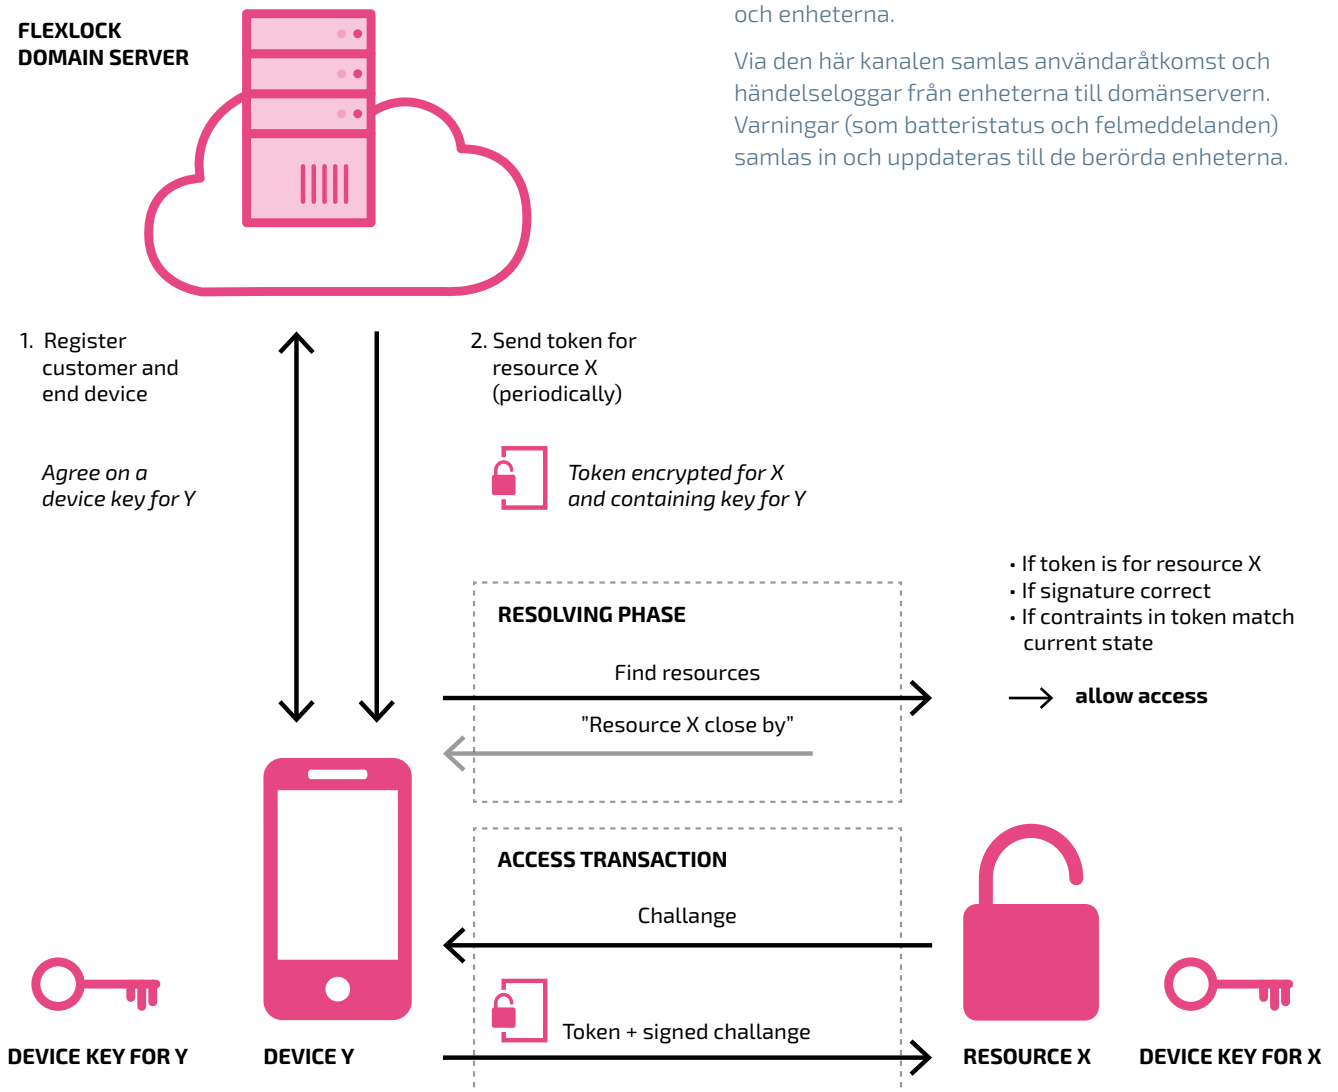 FLEXLOCK
DOMAIN SERVER
och enheterna.
Via den här kanalen samlas användaråtkomst och
händelseloggar från enheterna till domänservern.
Varningar (som batteristatus och felmeddelanden)
samlas in och uppdateras till de berörda enheterna.
1. Register
customer and
end device
Agree on a
device key for Y
2. Send token for
resource X
(periodically)
Token encrypted for X
and containing key for Y
RESOLVING PHASE
Find resources
"Resource X close by"
• If token is for resource X
• If signature correct
• If contraints in token match
current state
allow access
ACCESS TRANSACTION
Challange
Token + signed challange
DEVICE KEY FOR Y
DEVICE Y
RESOURCE X
DEVICE KEY FOR X